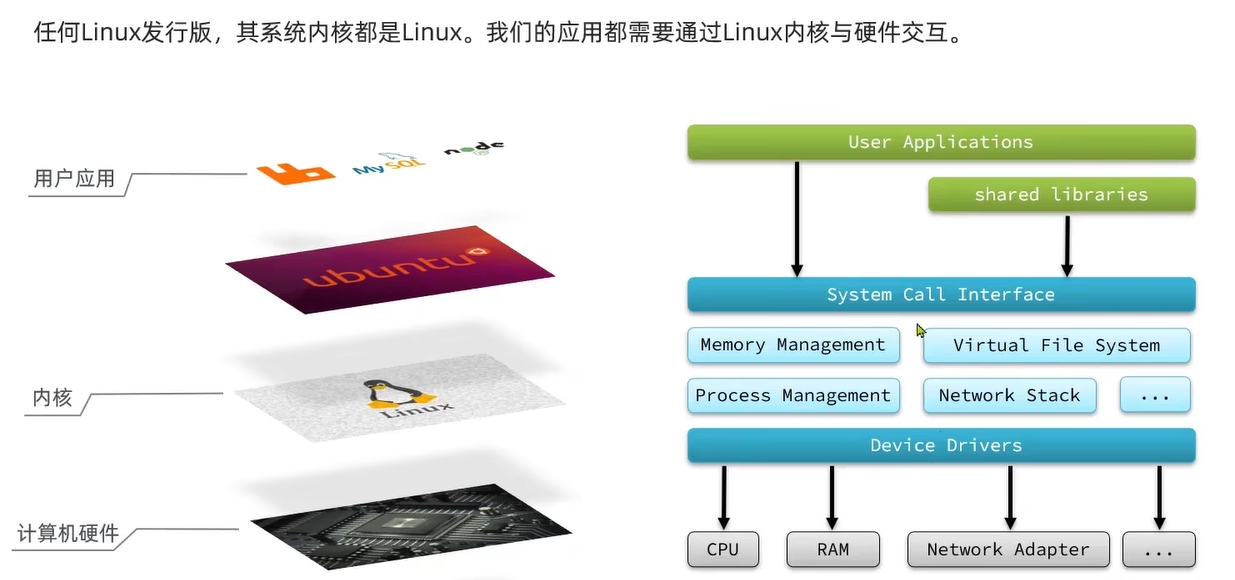 任何Linux发行版，其系统内核都是Linux。我们的应用都需要通过Linux内核与硬件交互。
用户应用
MySQL
node
ubuntu
内核
Linux
计算机硬件
User Applications
shared libraries
System Call Interface
Memory Management
Virtual File System
Process Management
Network Stack
...
Device Drivers
CPU
RAM
Network Adapter
...